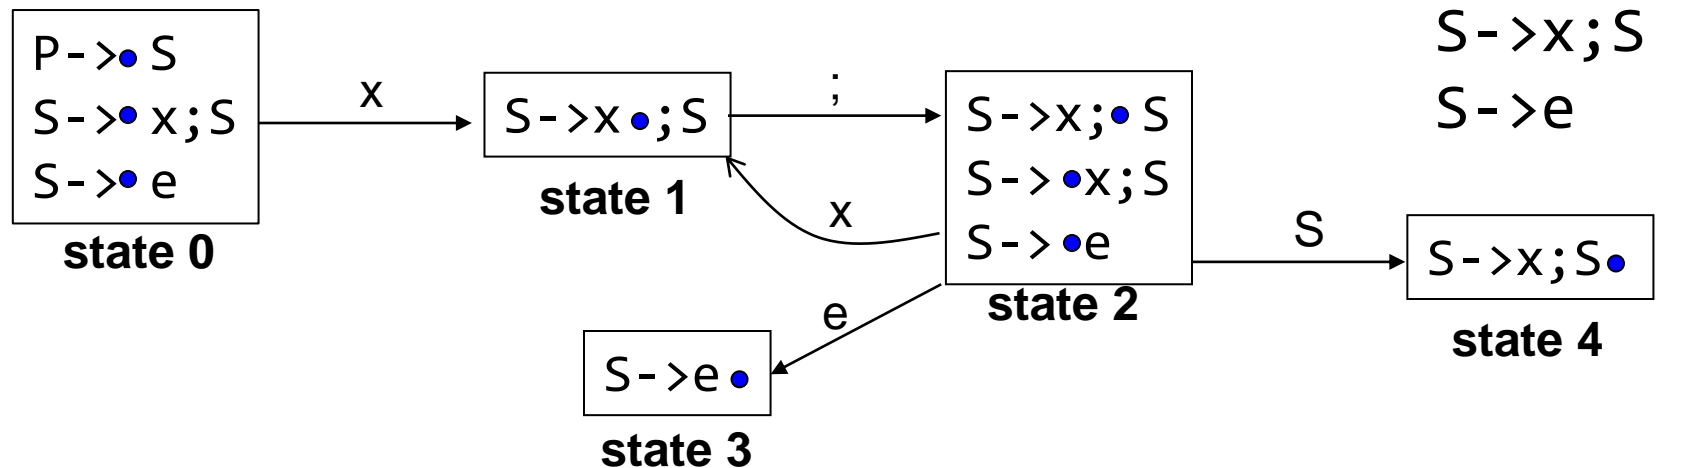 P->• S
S->• x;S
S->• e
state 0
x
S->x •;S
state 1
;
x
S->x;• S
S-> •x;S
S-> •e
state 2
e
S->e •
state 3
S
S->x;S•
state 4
S->x;S
S->e